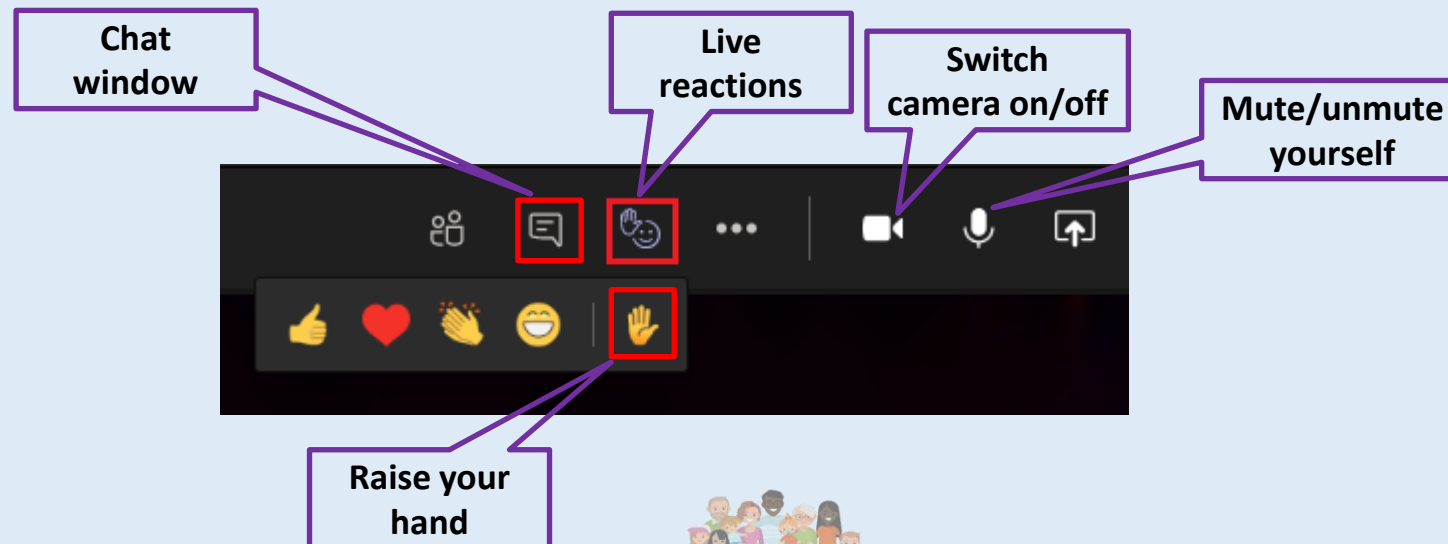 Chat
window
Live
reactions
Switch
camera on/off
Mute/unmute
yourself
Raise your
hand